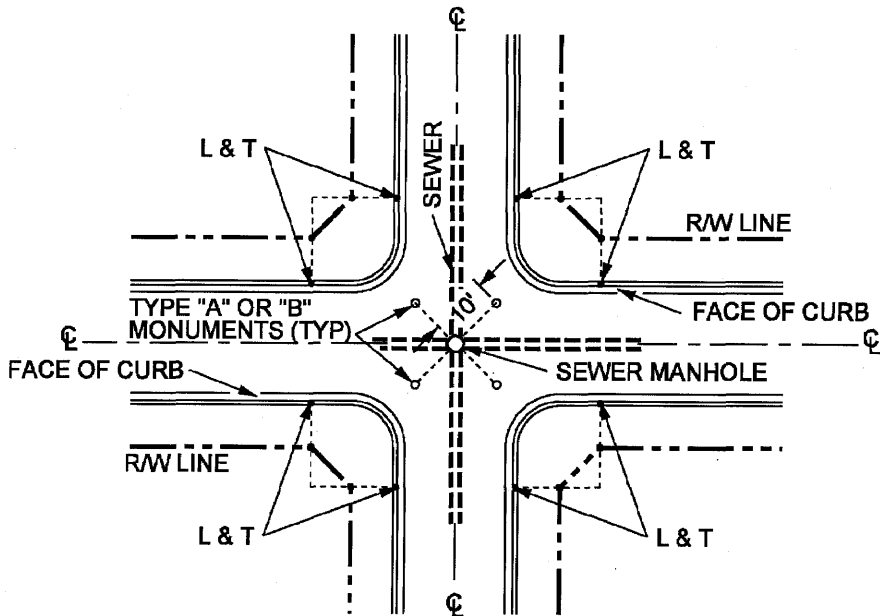 ℄
L & T
SEWER
L & T
R/W LINE
10'
TYPE "A" OR "B"
MONUMENTS (TYP)
FACE OF CURB
℄
℄
FACE OF CURB
SEWER MANHOLE
R/W LINE
L & T
L & T
℄